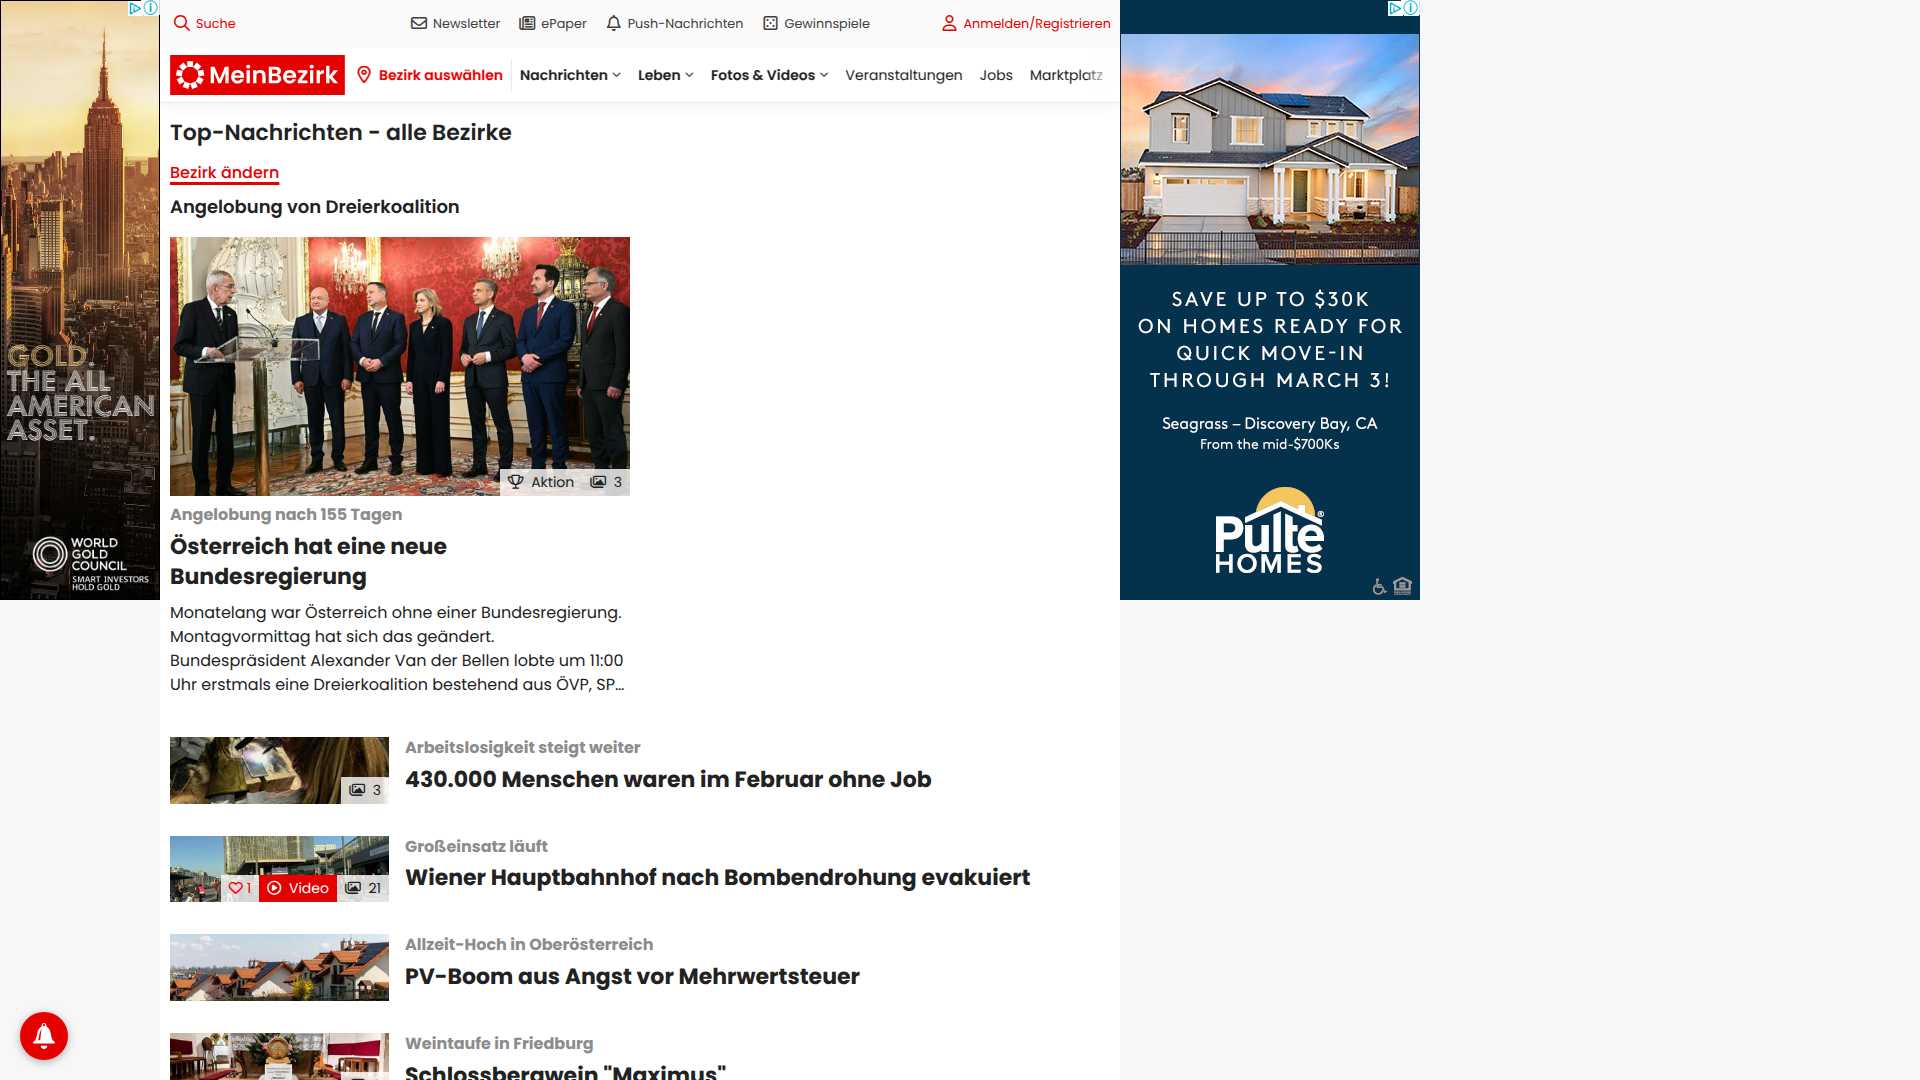 Suche
Newsletter
ePaper
Push-Nachrichten
Gewinnspiele
Anmelden/Registrieren
MeinBezirk
Bezirk auswählen
Nachrichten
Leben
Fotos & Videos
Veranstaltungen
Jobs
Marktplatz
Top-Nachrichten - alle Bezirke
Bezirk ändern
Angelobung von Dreierkoalition
Aktion
3
Angelobung nach 155 Tagen
Österreich hat eine neue
Bundesregierung
Monatelang war Österreich ohne einer Bundesregierung.
Montagvormittag hat sich das geändert.
Bundespräsident Alexander Van der Bellen lobte um 11:00
Uhr erstmals eine Dreierkoalition bestehend aus ÖVP, SP...
3
Arbeitslosigkeit steigt weiter
430.000 Menschen waren im Februar ohne Job
1
Video
21
Großeinsatz läuft
Wiener Hauptbahnhof nach Bombendrohung evakuiert
Allzeit-Hoch in Oberösterreich
PV-Boom aus Angst vor Mehrwertsteuer
Weintaufe in Friedburg
Schlossbergwein "Maximus"
GOLD.
THE ALL
AMERICAN
ASSET.
WORLD
GOLD
COUNCIL
SMART INVESTORS
HOLD GOLD
SAVE UP TO $30K
ON HOMES READY FOR
QUICK MOVE-IN
THROUGH MARCH 3!
Seagrass – Discovery Bay, CA
From the mid-$700Ks
Pulte®
HOMES